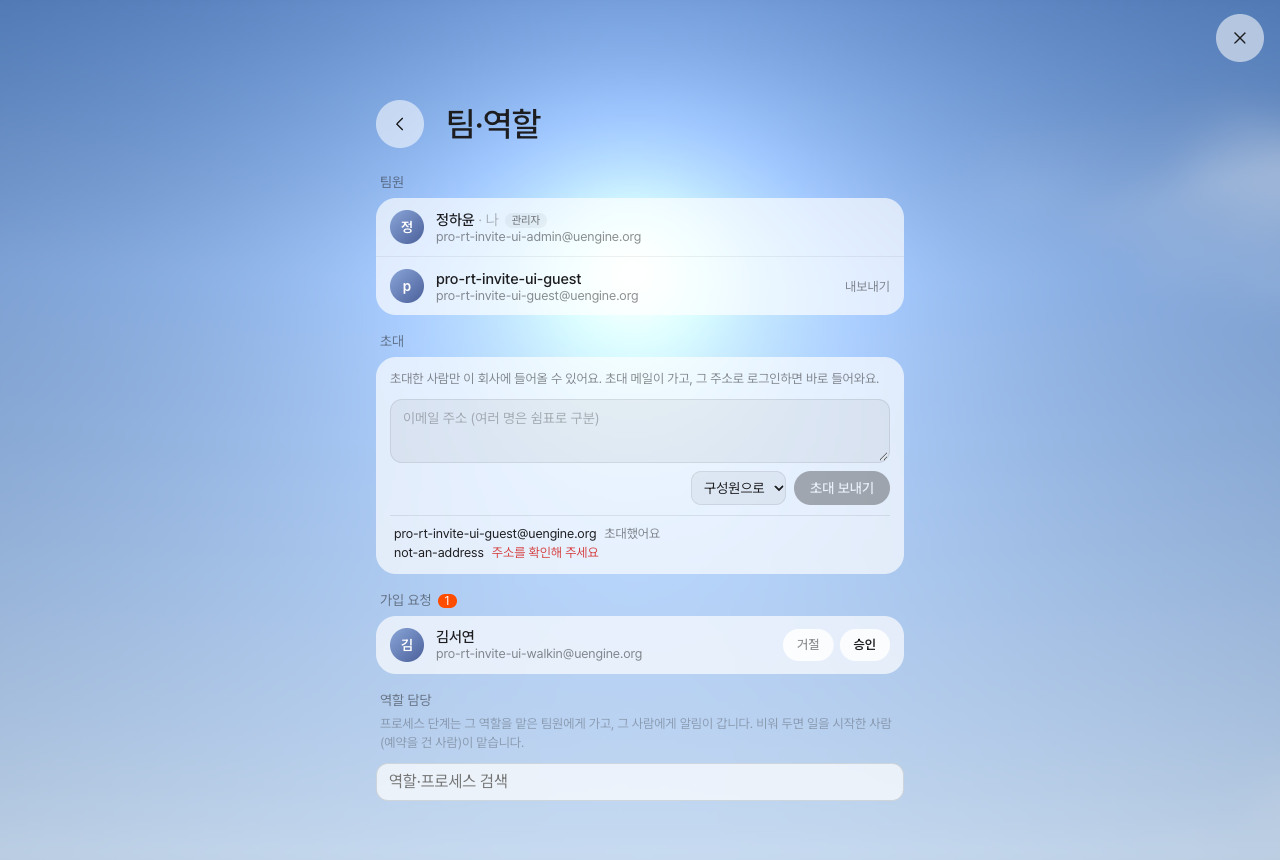 팀·역할
팀원
정
정하윤 · 나 관리자
pro-rt-invite-ui-admin@uengine.org
p
pro-rt-invite-ui-guest
pro-rt-invite-ui-guest@uengine.org
내보내기
초대
초대한 사람만 이 회사에 들어올 수 있어요. 초대 메일이 가고, 그 주소로 로그인하면 바로 들어와요.
이메일 주소 (여러 명은 쉼표로 구분)
구성원으로 초대 보내기
pro-rt-invite-ui-guest@uengine.org 초대했어요
not-an-address 주소를 확인해 주세요
가입 요청 1
김
김서연
pro-rt-invite-ui-walkin@uengine.org
거절 승인
역할 담당
프로세스 단계는 그 역할을 맡은 팀원에게 가고, 그 사람에게 알림이 갑니다. 비워 두면 일을 시작한 사람
(예약을 건 사람)이 맡습니다.
역할·프로세스 검색